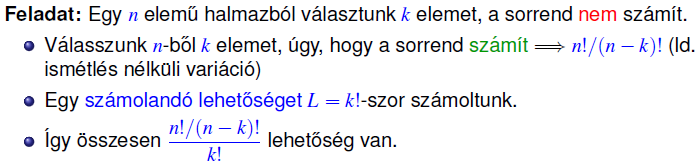 Feladat: Egy n elemű halmazból választunk k elemet, a sorrend nem számít.
Válasszunk n-ből k elemet, úgy, hogy a sorrend számít ⟹ n!/(n − k)! (ld.
ismétlés nélküli variáció)
Egy számolandó lehetőséget L = k!-szor számoltunk.
Így összesen \frac{n!/(n − k)!}{k!} lehetőség van.